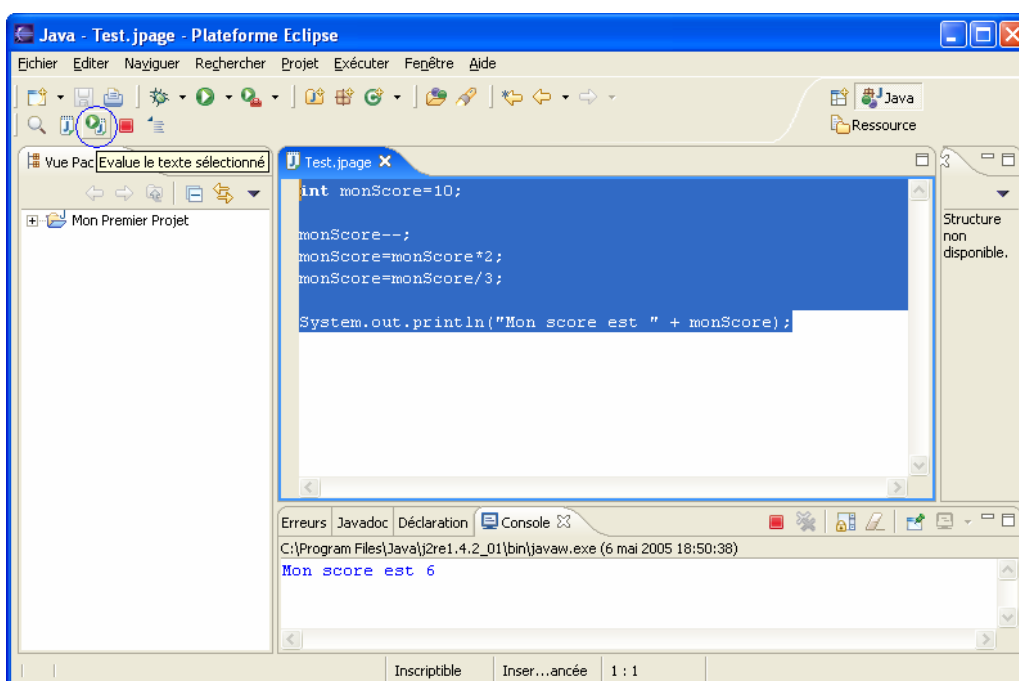 Java - Test.jpage - Plateforme Eclipse
Fichier Editer Naviguer Rechercher Projet Exécuter Fenêtre Aide
Java
Ressource
Vue Pac
Evalue le texte sélectionné
Test.jpage
Mon Premier Projet
int monScore=10;
monScore--;
monScore=monScore*2;
monScore=monScore/3;
System.out.println("Mon score est " + monScore);
Structure
non
disponible.
Erreurs Javadoc Déclaration Console
C:\Program Files\Java\j2re1.4.2_01\bin\javaw.exe (6 mai 2005 18:50:38)
Mon score est 6
Inscriptible Inser...ancée 1 : 1